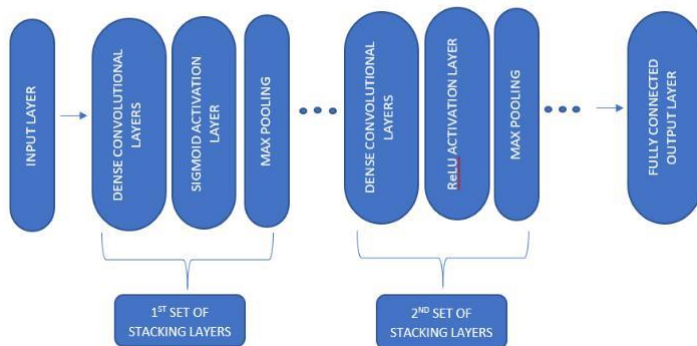 INPUT LAYER
DENSE CONVOLUTIONAL
LAYERS
SIGMOID ACTIVATION
LAYER
MAX POOLING
DENSE CONVOLUTIONAL
LAYERS
ReLU ACTIVATION LAYER
MAX POOLING
FULLY CONNECTED
OUTPUT LAYER
1ST SET OF
STACKING LAYERS
2ND SET OF
STACKING LAYERS